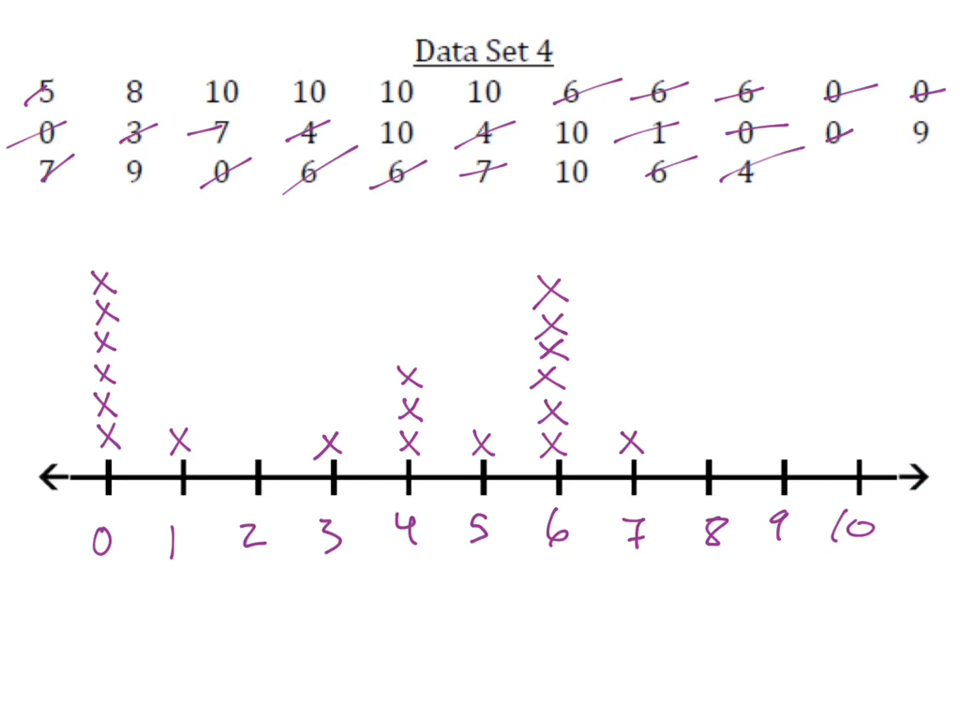 Data Set 4
5 8 10 10 10 10 6 6 6 0 0
0 3 7 4 10 4 10 1 0 0 9
7 9 0 6 6 7 10 6 4
x x
x x
x x
x x x
x x x
x x x x x x x
0 1 2 3 4 5 6 7 8 9 10